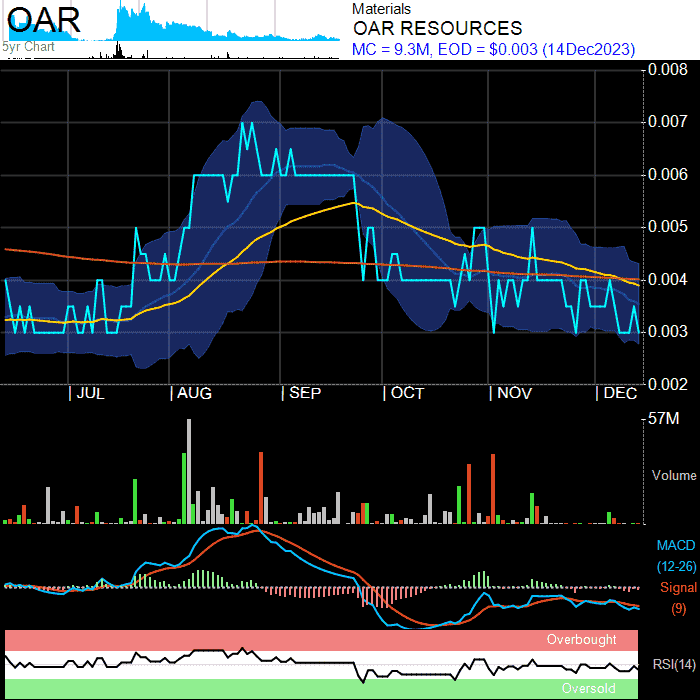 OAR
5yr Chart
Materials
OAR RESOURCES
MC = 9.3M, EOD = $0.003 (14Dec2023)
0.008
0.007
0.006
0.005
0.004
0.003
0.002
JUL AUG SEP OCT NOV DEC
57M
Volume
MACD
(12-26)
Signal
(9)
Overbought
RSI(14)
Oversold